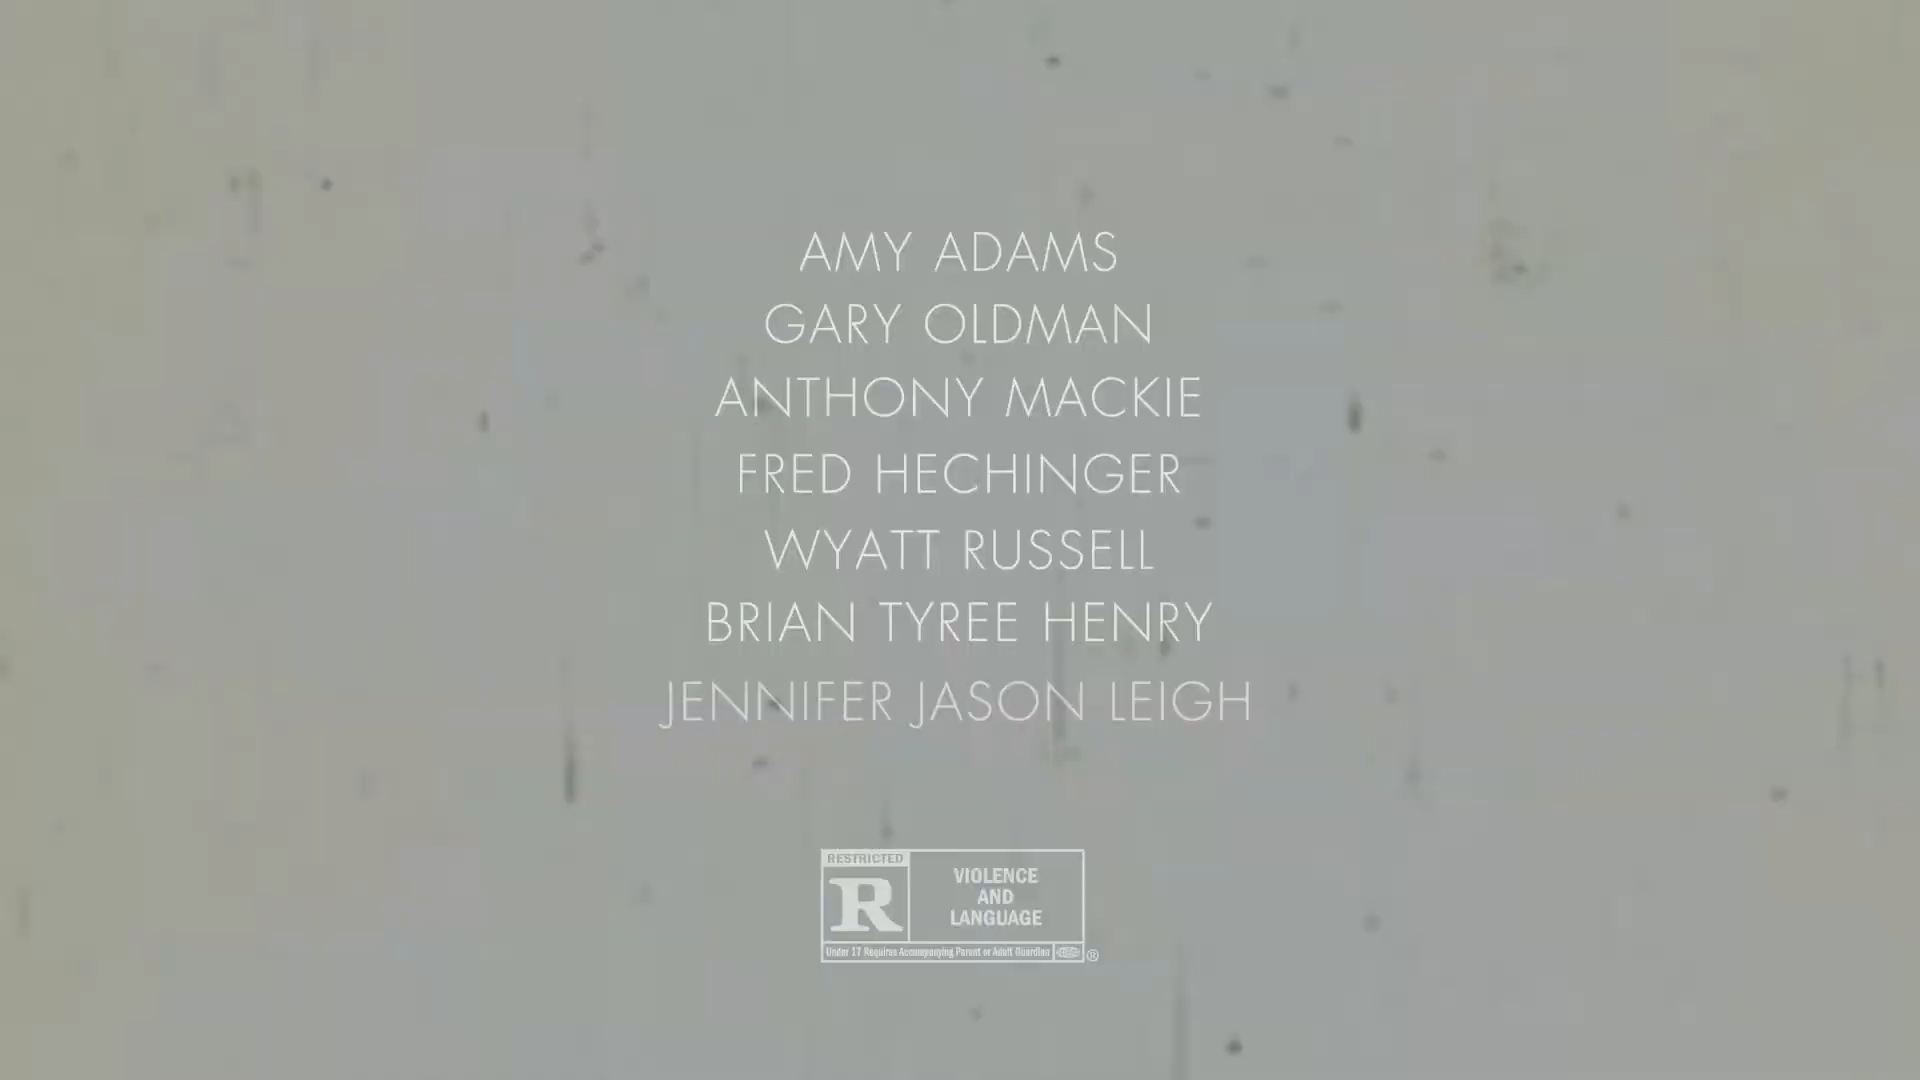 AMY ADAMS
GARY OLDMAN
ANTHONY MACKIE
FRED HECHINGER
WYATT RUSSELL
BRIAN TYREE HENRY
JENNIFER JASON LEIGH
RESTRICTED
R
VIOLENCE
AND
LANGUAGE
Under 17 Requires Accompanying Parent or Adult Guardian
®